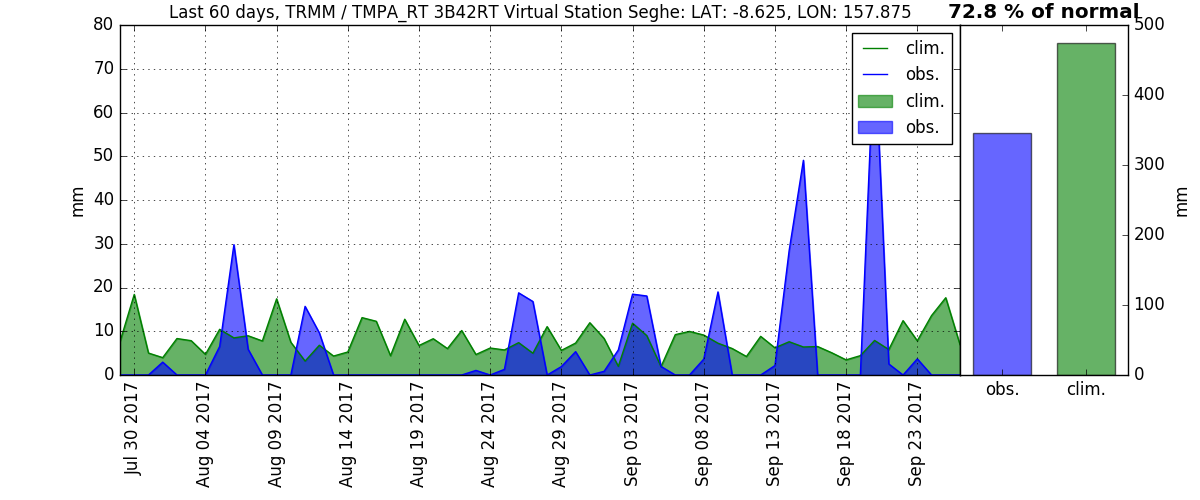 Last 60 days, TRMM / TMPA_RT 3B42RT Virtual Station Seghe: LAT: -8.625, LON: 157.875
72.8 % of normal
80
70
60
50
40
30
20
10
0
mm
clim.
obs.
clim.
obs.
Jul 30 2017
Aug 04 2017
Aug 09 2017
Aug 14 2017
Aug 19 2017
Aug 24 2017
Aug 29 2017
Sep 03 2017
Sep 08 2017
Sep 13 2017
Sep 18 2017
Sep 23 2017
500
400
300
200
100
0
mm
obs.
clim.